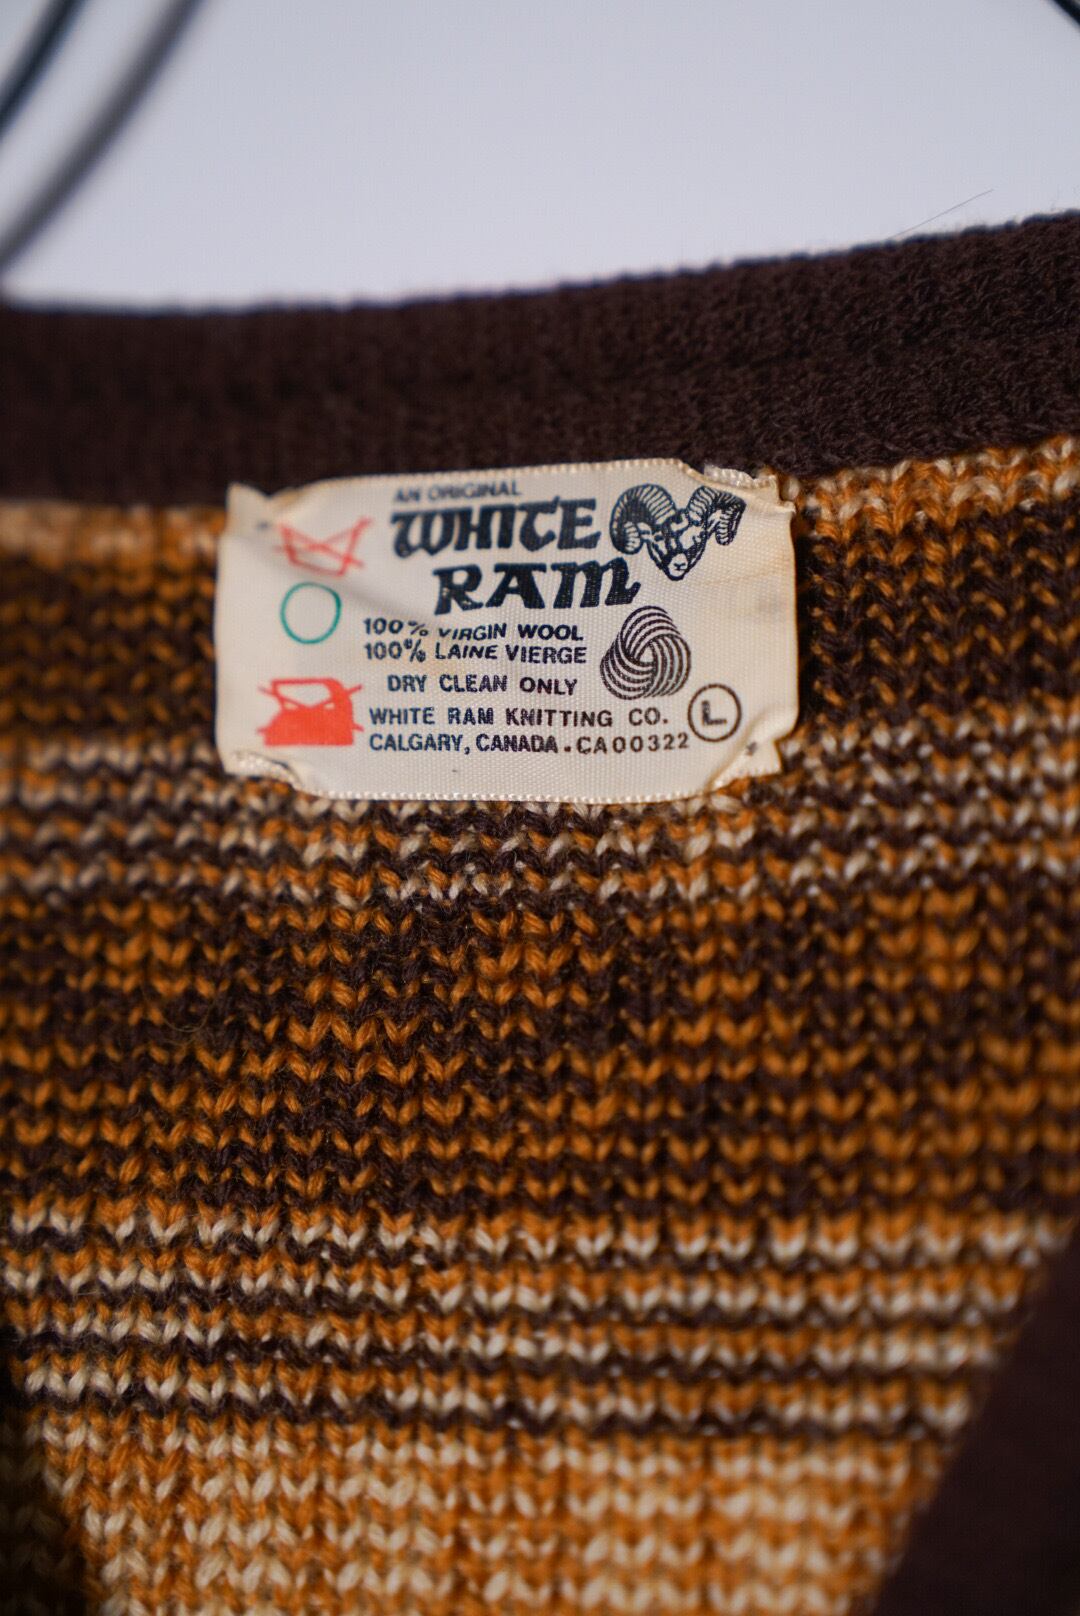 AN ORIGINAL
WHITE
RAM
100% VIRGIN WOOL
100% LAINE VIERGE
DRY CLEAN ONLY
WHITE RAM KNITTING CO. L
CALGARY, CANADA. CA00322